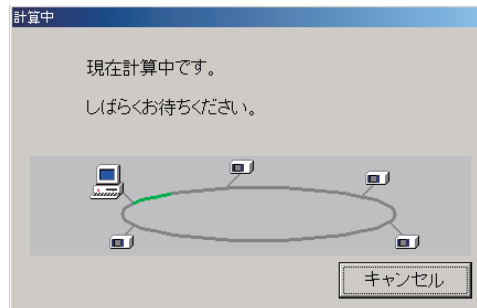 計算中
現在計算中です。
しばらくお待ちください。
キャンセル